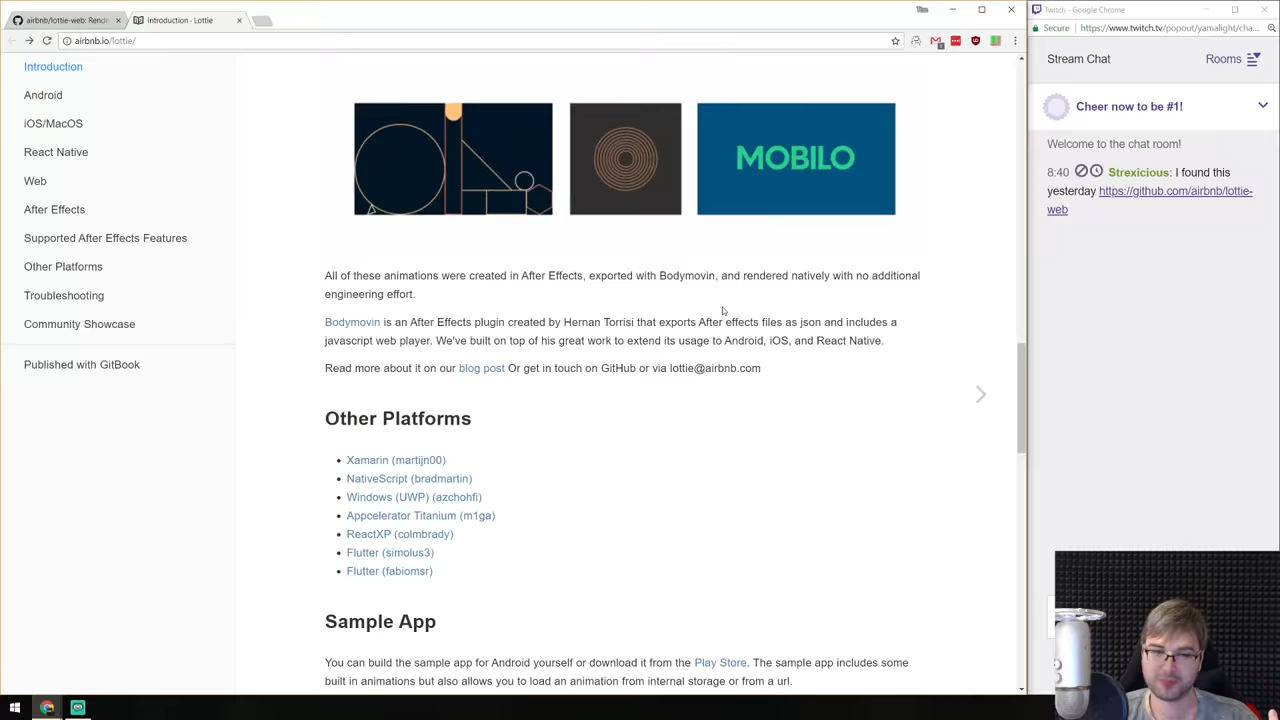 airbnb/lottie-web: Rende
Introduction · Lottie
airbnb.io/lottie/
Introduction
Android
iOS/MacOS
React Native
Web
After Effects
Supported After Effects Features
Other Platforms
Troubleshooting
Community Showcase
Published with GitBook
MOBILO
All of these animations were created in After Effects, exported with Bodymovin, and rendered natively with no additional
engineering effort.
Bodymovin is an After Effects plugin created by Hernan Torrisi that exports After effects files as json and includes a
javascript web player. We've built on top of his great work to extend its usage to Android, iOS, and React Native.
Read more about it on our blog post Or get in touch on GitHub or via lottie@airbnb.com
Other Platforms
Xamarin (martijn00)
NativeScript (bradmartin)
Windows (UWP) (azchohfi)
Appcelerator Titanium (m1ga)
ReactXP (colmbrady)
Flutter (simolus3)
Flutter (fabiomsr)
Sample App
You can build the sample app for Android yourself or download it from the Play Store. The sample app includes some
built in animations but also allows you to load an animation from internal storage or from a url.
Twitch - Google Chrome
Secure
https://www.twitch.tv/popout/yamalight/cha...
Stream Chat
Rooms
Cheer now to be #1!
Welcome to the chat room!
8:40 Strexicious: I found this
yesterday https://github.com/airbnb/lottie-
web